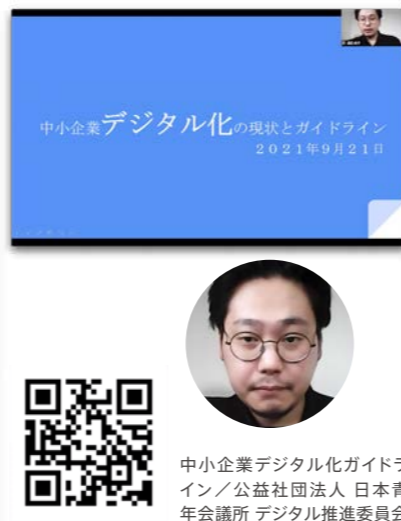 中小企業デジタル化の現状とガイドライン
2021年9月21日
中小企業デジタル化ガイドラ
イン／公益社団法人 日本青
年会議所 デジタル推進委員会